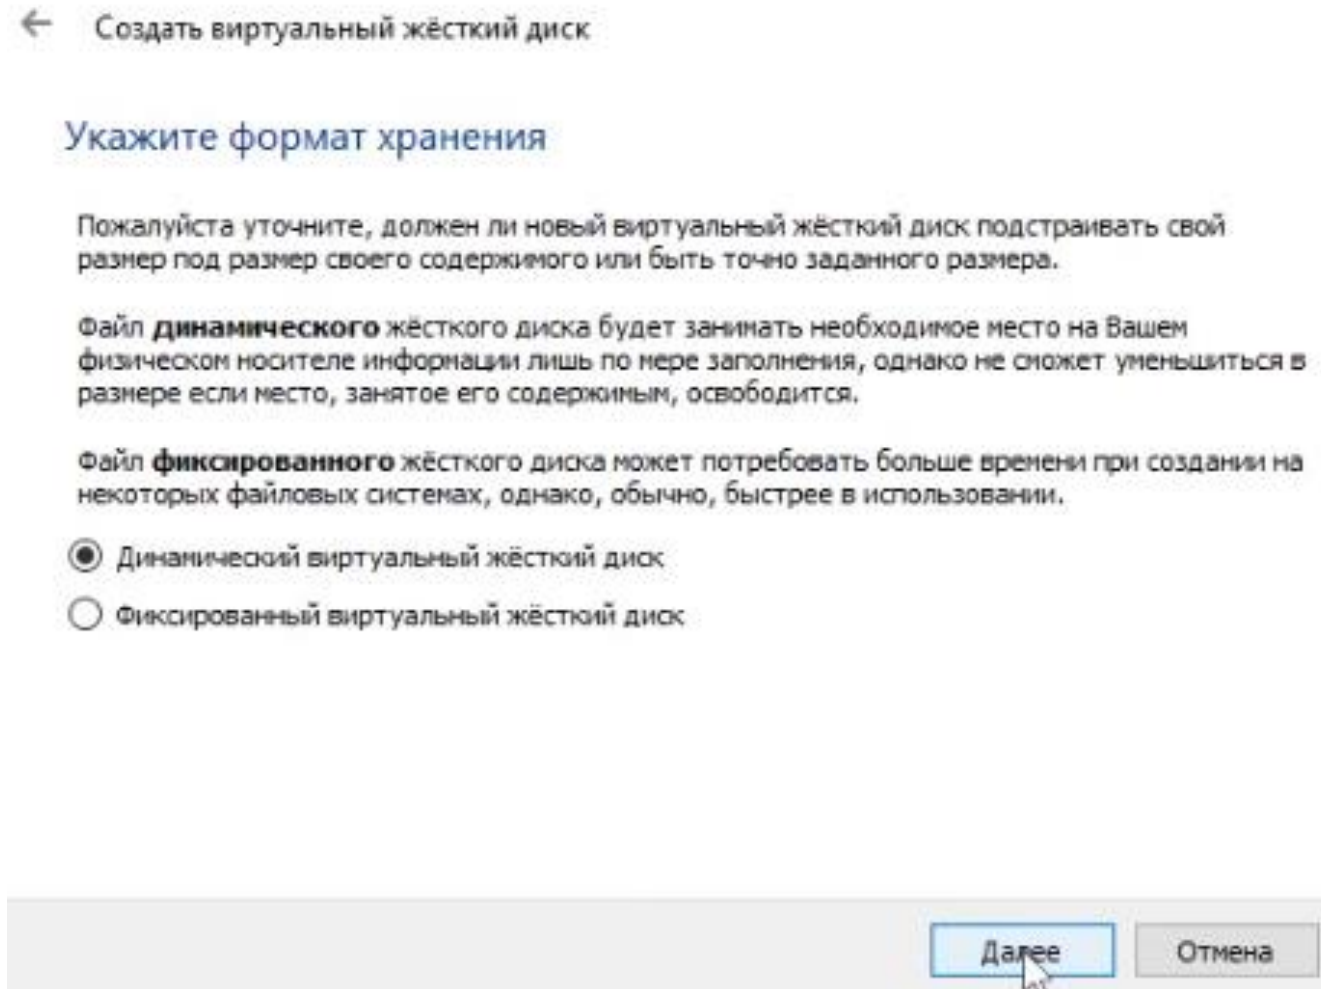 Создать виртуальный жёсткий диск
Укажите формат хранения
Пожалуйста уточните, должен ли новый виртуальный жёсткий диск подстраивать свой
размер под размер своего содержимого или быть точно заданного размера.
Файл динамического жёсткого диска будет занимать необходимое место на Вашем
физическом носителе информации лишь по мере заполнения, однако не сможет уменьшиться в
размере если место, занятое его содержимым, освободится.
Файл фиксированного жёсткого диска может потребовать больше времени при создании на
некоторых файловых системах, однако, обычно, быстрее в использовании.
Динамический виртуальный жёсткий диск
Фиксированный виртуальный жёсткий диск
Далее
Отмена